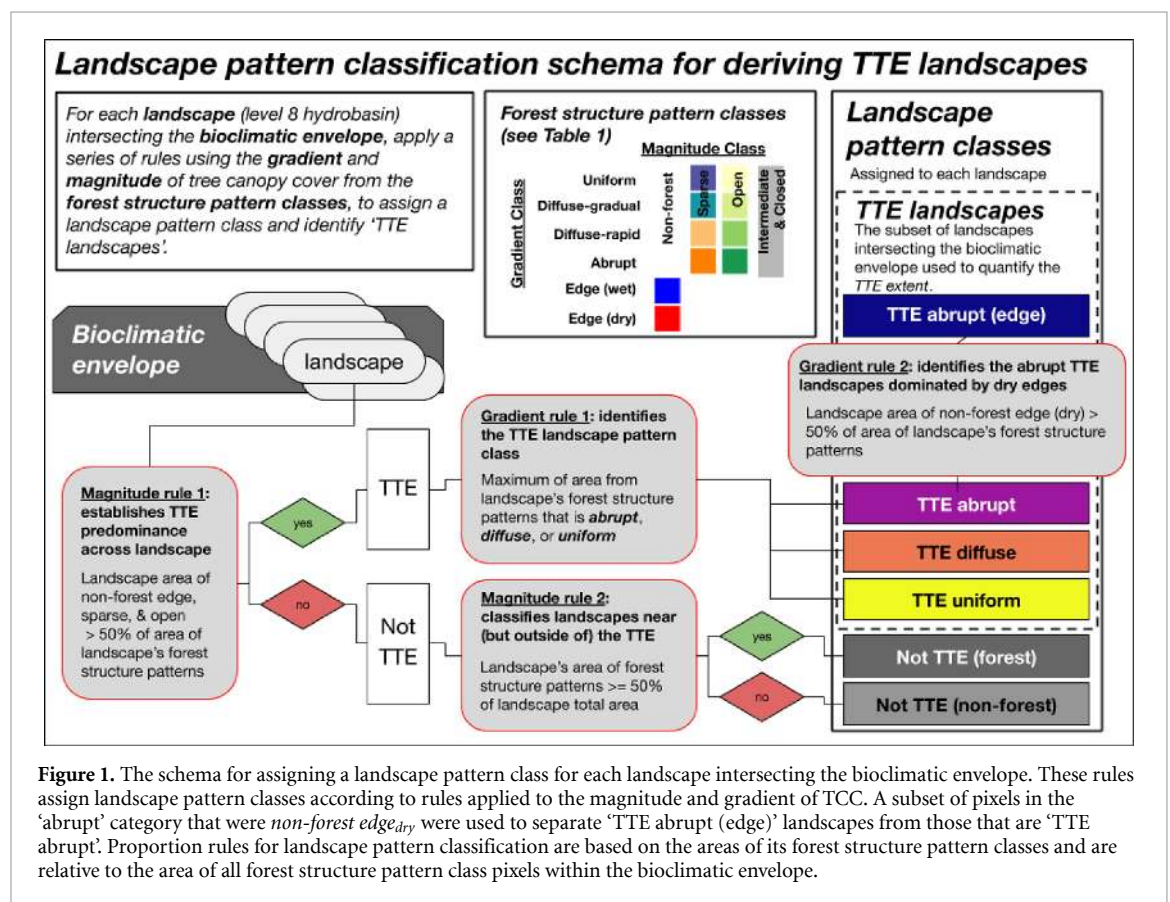 Landscape pattern classification schema for deriving TTE landscapes
For each landscape (level 8 hydrobasin)
intersecting the bioclimatic envelope, apply a
series of rules using the gradient and
magnitude of tree canopy cover from the
forest structure pattern classes, to assign a
landscape pattern class and identify ‘TTE
landscapes’.
Forest structure pattern classes
(see Table 1)
Magnitude Class
Gradient Class
Non-forest
Sparse
Open
Intermediate
& Closed
Uniform
Diffuse-gradual
Diffuse-rapid
Abrupt
Edge (wet)
Edge (dry)
Landscape
pattern classes
Assigned to each landscape
TTE landscapes
The subset of landscapes
intersecting the bioclimatic
envelope used to quantify the
TTE extent.
TTE abrupt (edge)
Gradient rule 2: identifies the abrupt TTE
landscapes dominated by dry edges
Landscape area of non-forest edge (dry) >
50% of area of landscape's forest structure
patterns
TTE abrupt
TTE diffuse
TTE uniform
Not TTE (forest)
Not TTE (non-forest)
Bioclimatic
envelope
landscape
Magnitude rule 1:
establishes TTE
predominance
across landscape
Landscape area of
non-forest edge,
sparse, & open
> 50% of area of
landscape's forest
structure patterns
yes
no
TTE
Not
TTE
Gradient rule 1: identifies
the TTE landscape pattern
class
Maximum of area from
landscape's forest structure
patterns that is abrupt,
diffuse, or uniform
Magnitude rule 2:
classifies landscapes near
(but outside of) the TTE
Landscape's area of forest
structure patterns >= 50%
of landscape total area
yes
no
Figure 1. The schema for assigning a landscape pattern class for each landscape intersecting the bioclimatic envelope. These rules
assign landscape pattern classes according to rules applied to the magnitude and gradient of TCC. A subset of pixels in the
‘abrupt’ category that were non-forest edge_dry were used to separate ‘TTE abrupt (edge)’ landscapes from those that are ‘TTE
abrupt’. Proportion rules for landscape pattern classification are based on the areas of its forest structure pattern classes and are
relative to the area of all forest structure pattern class pixels within the bioclimatic envelope.